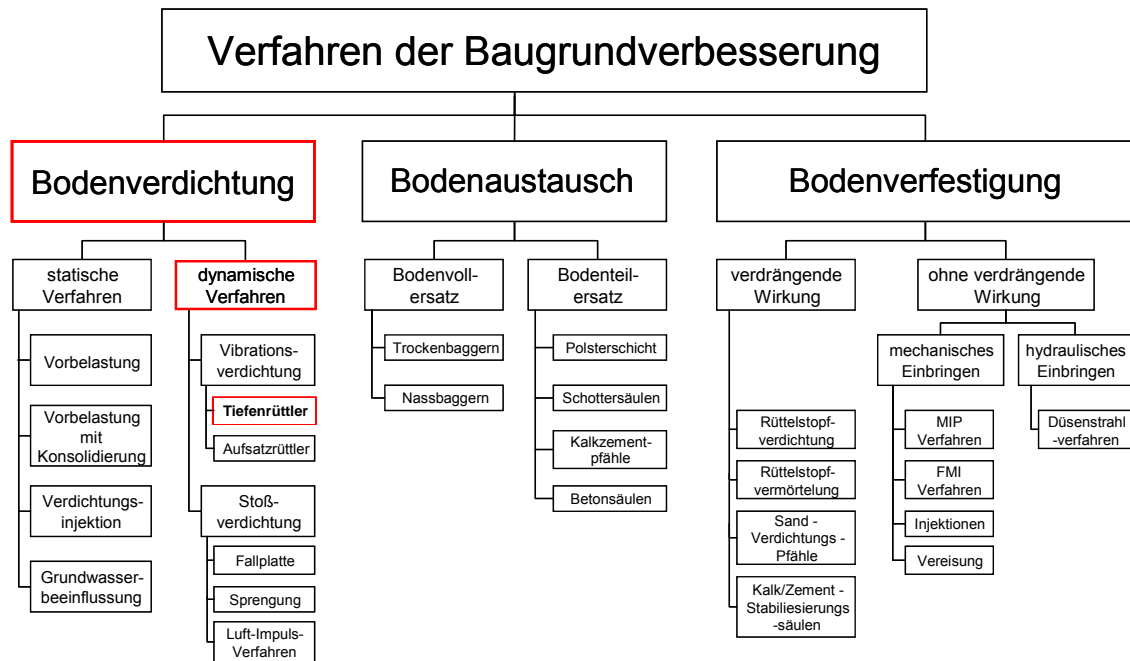 Verfahren der Baugrundverbesserung
Bodenverdichtung
Bodenaustausch
Bodenverfestigung
statische
Verfahren
dynamische
Verfahren
Bodenvoll-
ersatz
Bodenteil-
ersatz
verdrängende
Wirkung
ohne verdrängende
Wirkung
Vorbelastung
Vorbelastung
mit
Konsolidierung
Verdichtungs-
injektion
Grundwasser-
beeinflussung
Vibrations-
verdichtung
Tiefenrüttler
Aufsatzrüttler
Stoß-
verdichtung
Fallplatte
Sprengung
Luft-Impuls-
Verfahren
Trockenbaggern
Nassbaggern
Polsterschicht
Schottersäulen
Kalkzement-
pfähle
Betonsäulen
Rüttelstopf-
verdichtung
Rüttelstopf-
vermörtelung
Sand -
Verdichtungs -
Pfähle
Kalk/Zement -
Stabiliesierungs
-säulen
mechanisches
Einbringen
MIP
Verfahren
FMI
Verfahren
Injektionen
Vereisung
hydraulisches
Einbringen
Düsenstrahl
-verfahren